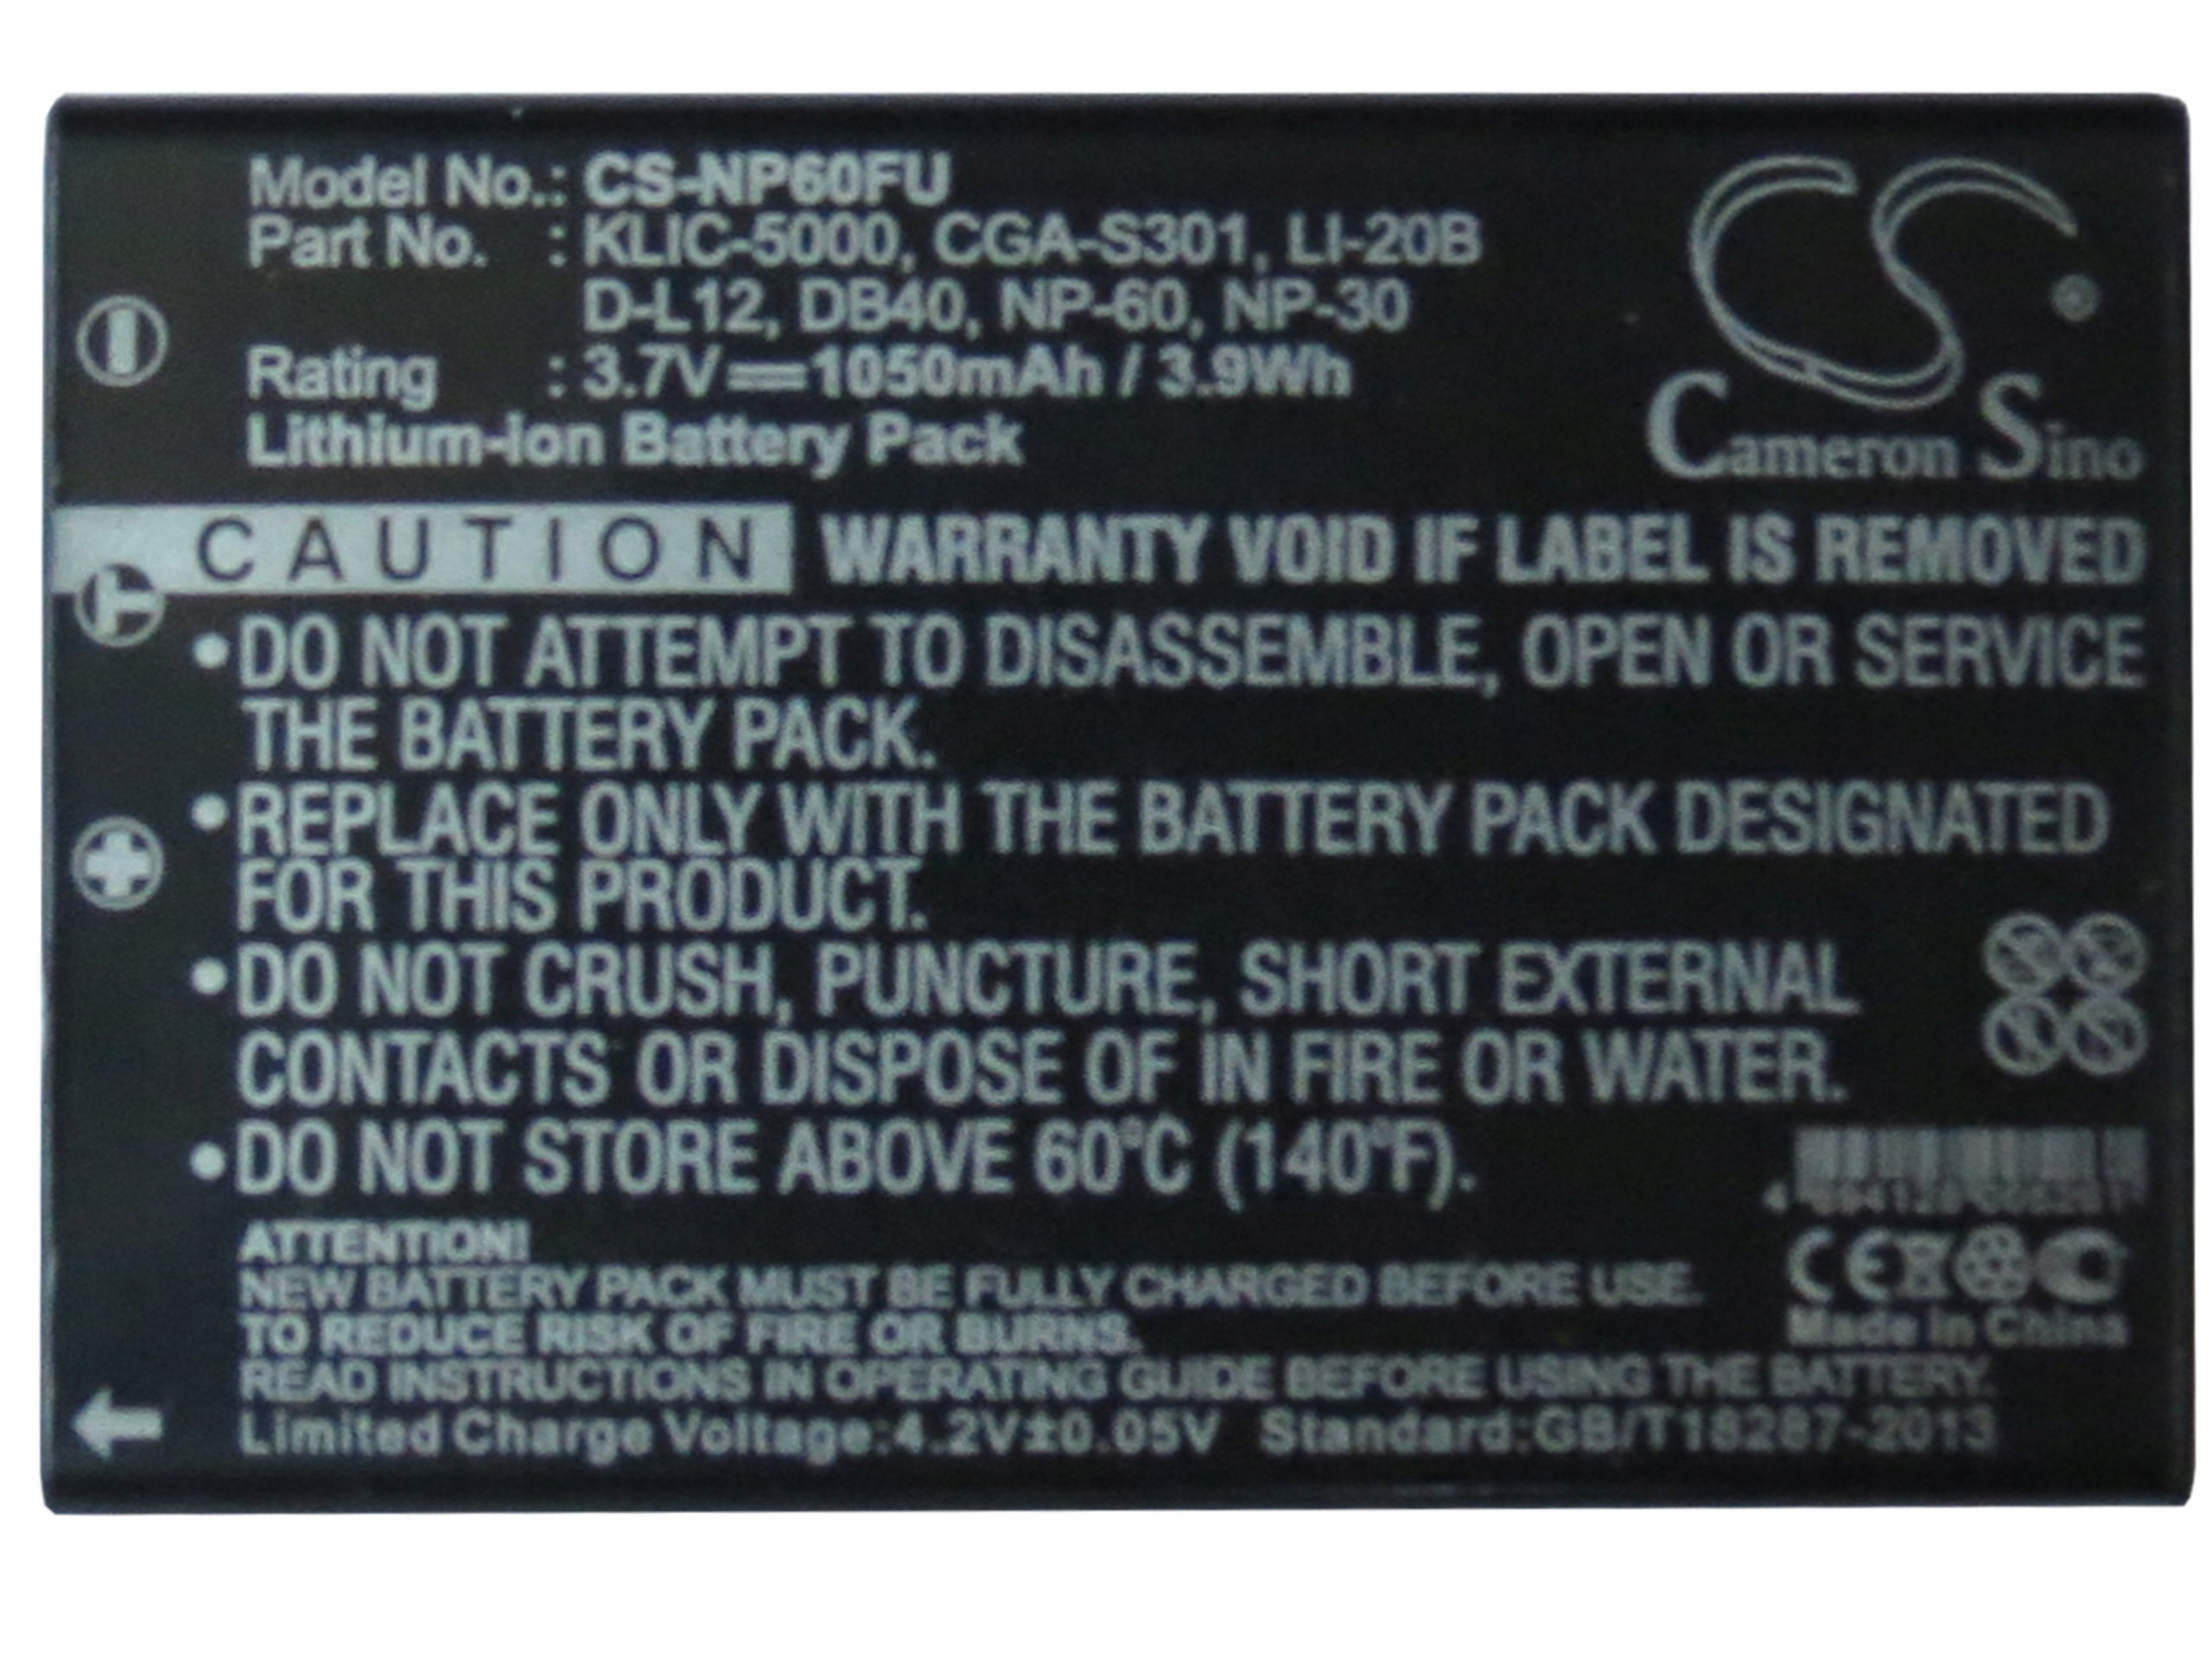 Model No.: CS-NP60FU
Part No. : KLIC-5000, CGA-S301, LI-20B
D-L12, DB40, NP-60, NP-30
Rating : 3.7V⎓1050mAh / 3.9Wh
Lithium-ion Battery Pack
CS ®
Cameron Sino
CAUTION WARRANTY VOID IF LABEL IS REMOVED
T
•DO NOT ATTEMPT TO DISASSEMBLE, OPEN OR SERVICE
THE BATTERY PACK.
•REPLACE ONLY WITH THE BATTERY PACK DESIGNATED
FOR THIS PRODUCT.
•DO NOT CRUSH, PUNCTURE, SHORT EXTERNAL
CONTACTS OR DISPOSE OF IN FIRE OR WATER.
•DO NOT STORE ABOVE 60°C (140°F).
ATTENTION!
NEW BATTERY PACK MUST BE FULLY CHARGED BEFORE USE.
TO REDUCE RISK OF FIRE OR BURNS.
READ INSTRUCTIONS IN OPERATING GUIDE BEFORE USING THE BATTERY.
Limited Charge Voltage:4.2V±0.05V Standard:GB/T18287-2013
CE
Made in China